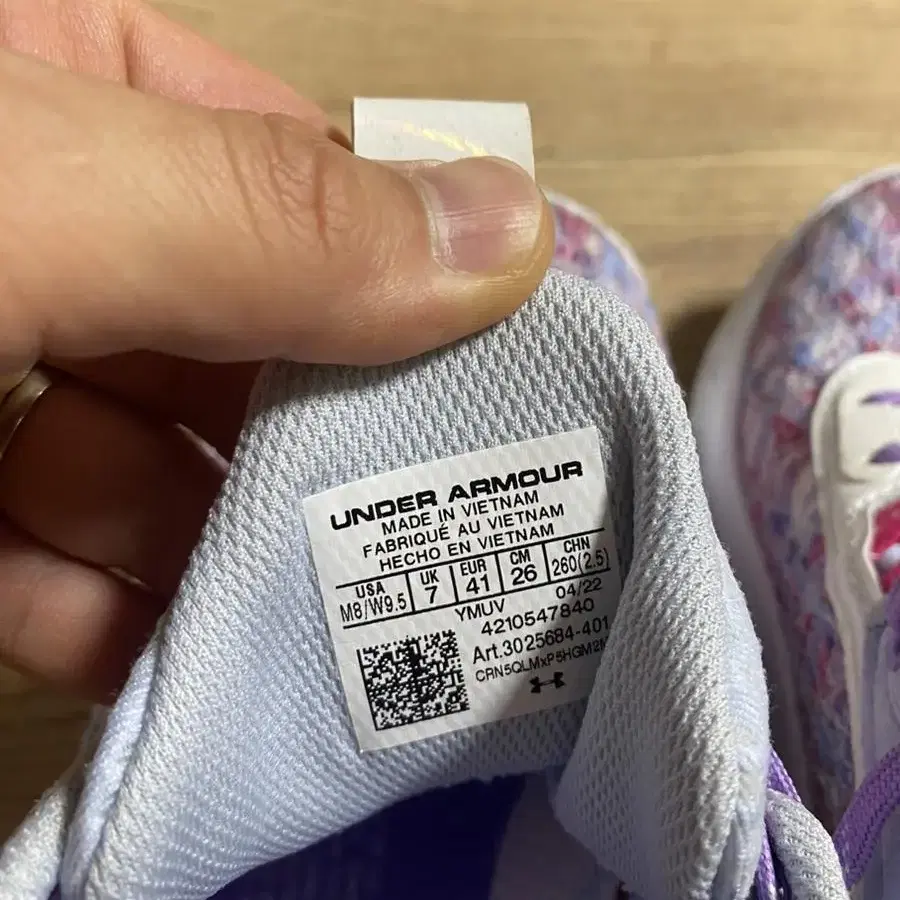 UNDER ARMOUR
MADE IN VIETNAM
FABRIQUÉ AU VIETNAM
HECHO EN VIETNAM
USA UK EUR CM CHN
M8/W9.5 7 41 26 260(2.5)
YMUV 04/22
4210547840
Art.3025684-401